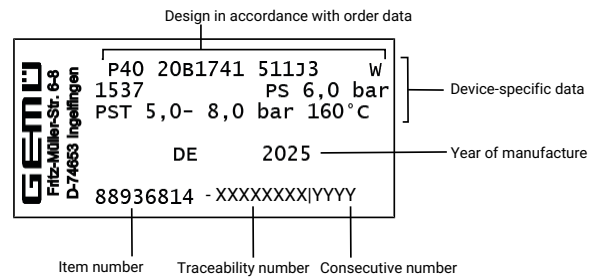 Design in accordance with order data
GEMÜ
Fritz-Müller-Str. 6-8
D-74653 Ingelfingen
P40 20B1741 511J3 W
1537 PS 6,0 bar
PST 5,0- 8,0 bar 160°C
Device-specific data
DE 2025
Year of manufacture
88936814 -XXXXXXXX|YYYY
Item number Traceability number Consecutive number